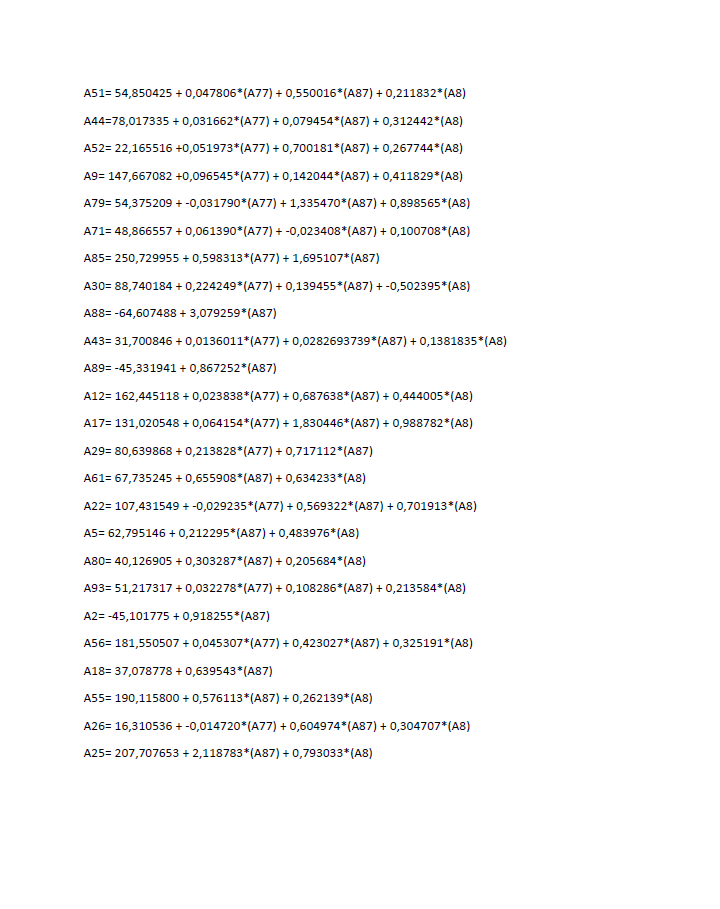 A51= 54,850425 + 0,047806*(A77) + 0,550016*(A87) + 0,211832*(A8)
A44=78,017335 + 0,031662*(A77) + 0,079454*(A87) + 0,312442*(A8)
A52= 22,165516 +0,051973*(A77) + 0,700181*(A87) + 0,267744*(A8)
A9= 147,667082 +0,096545*(A77) + 0,142044*(A87) + 0,411829*(A8)
A79= 54,375209 + -0,031790*(A77) + 1,335470*(A87) + 0,898565*(A8)
A71= 48,866557 + 0,061390*(A77) + -0,023408*(A87) + 0,100708*(A8)
A85= 250,729955 + 0,598313*(A77) + 1,695107*(A87)
A30= 88,740184 + 0,224249*(A77) + 0,139455*(A87) + -0,502395*(A8)
A88= -64,607488 + 3,079259*(A87)
A43= 31,700846 + 0,0136011*(A77) + 0,0282693739*(A87) + 0,1381835*(A8)
A89= -45,331941 + 0,867252*(A87)
A12= 162,445118 + 0,023838*(A77) + 0,687638*(A87) + 0,444005*(A8)
A17= 131,020548 + 0,064154*(A77) + 1,830446*(A87) + 0,988782*(A8)
A29= 80,639868 + 0,213828*(A77) + 0,717112*(A87)
A61= 67,735245 + 0,655908*(A87) + 0,634233*(A8)
A22= 107,431549 + -0,029235*(A77) + 0,569322*(A87) + 0,701913*(A8)
A5= 62,795146 + 0,212295*(A87) + 0,483976*(A8)
A80= 40,126905 + 0,303287*(A87) + 0,205684*(A8)
A93= 51,217317 + 0,032278*(A77) + 0,108286*(A87) + 0,213584*(A8)
A2= -45,101775 + 0,918255*(A87)
A56= 181,550507 + 0,045307*(A77) + 0,423027*(A87) + 0,325191*(A8)
A18= 37,078778 + 0,639543*(A87)
A55= 190,115800 + 0,576113*(A87) + 0,262139*(A8)
A26= 16,310536 + -0,014720*(A77) + 0,604974*(A87) + 0,304707*(A8)
A25= 207,707653 + 2,118783*(A87) + 0,793033*(A8)